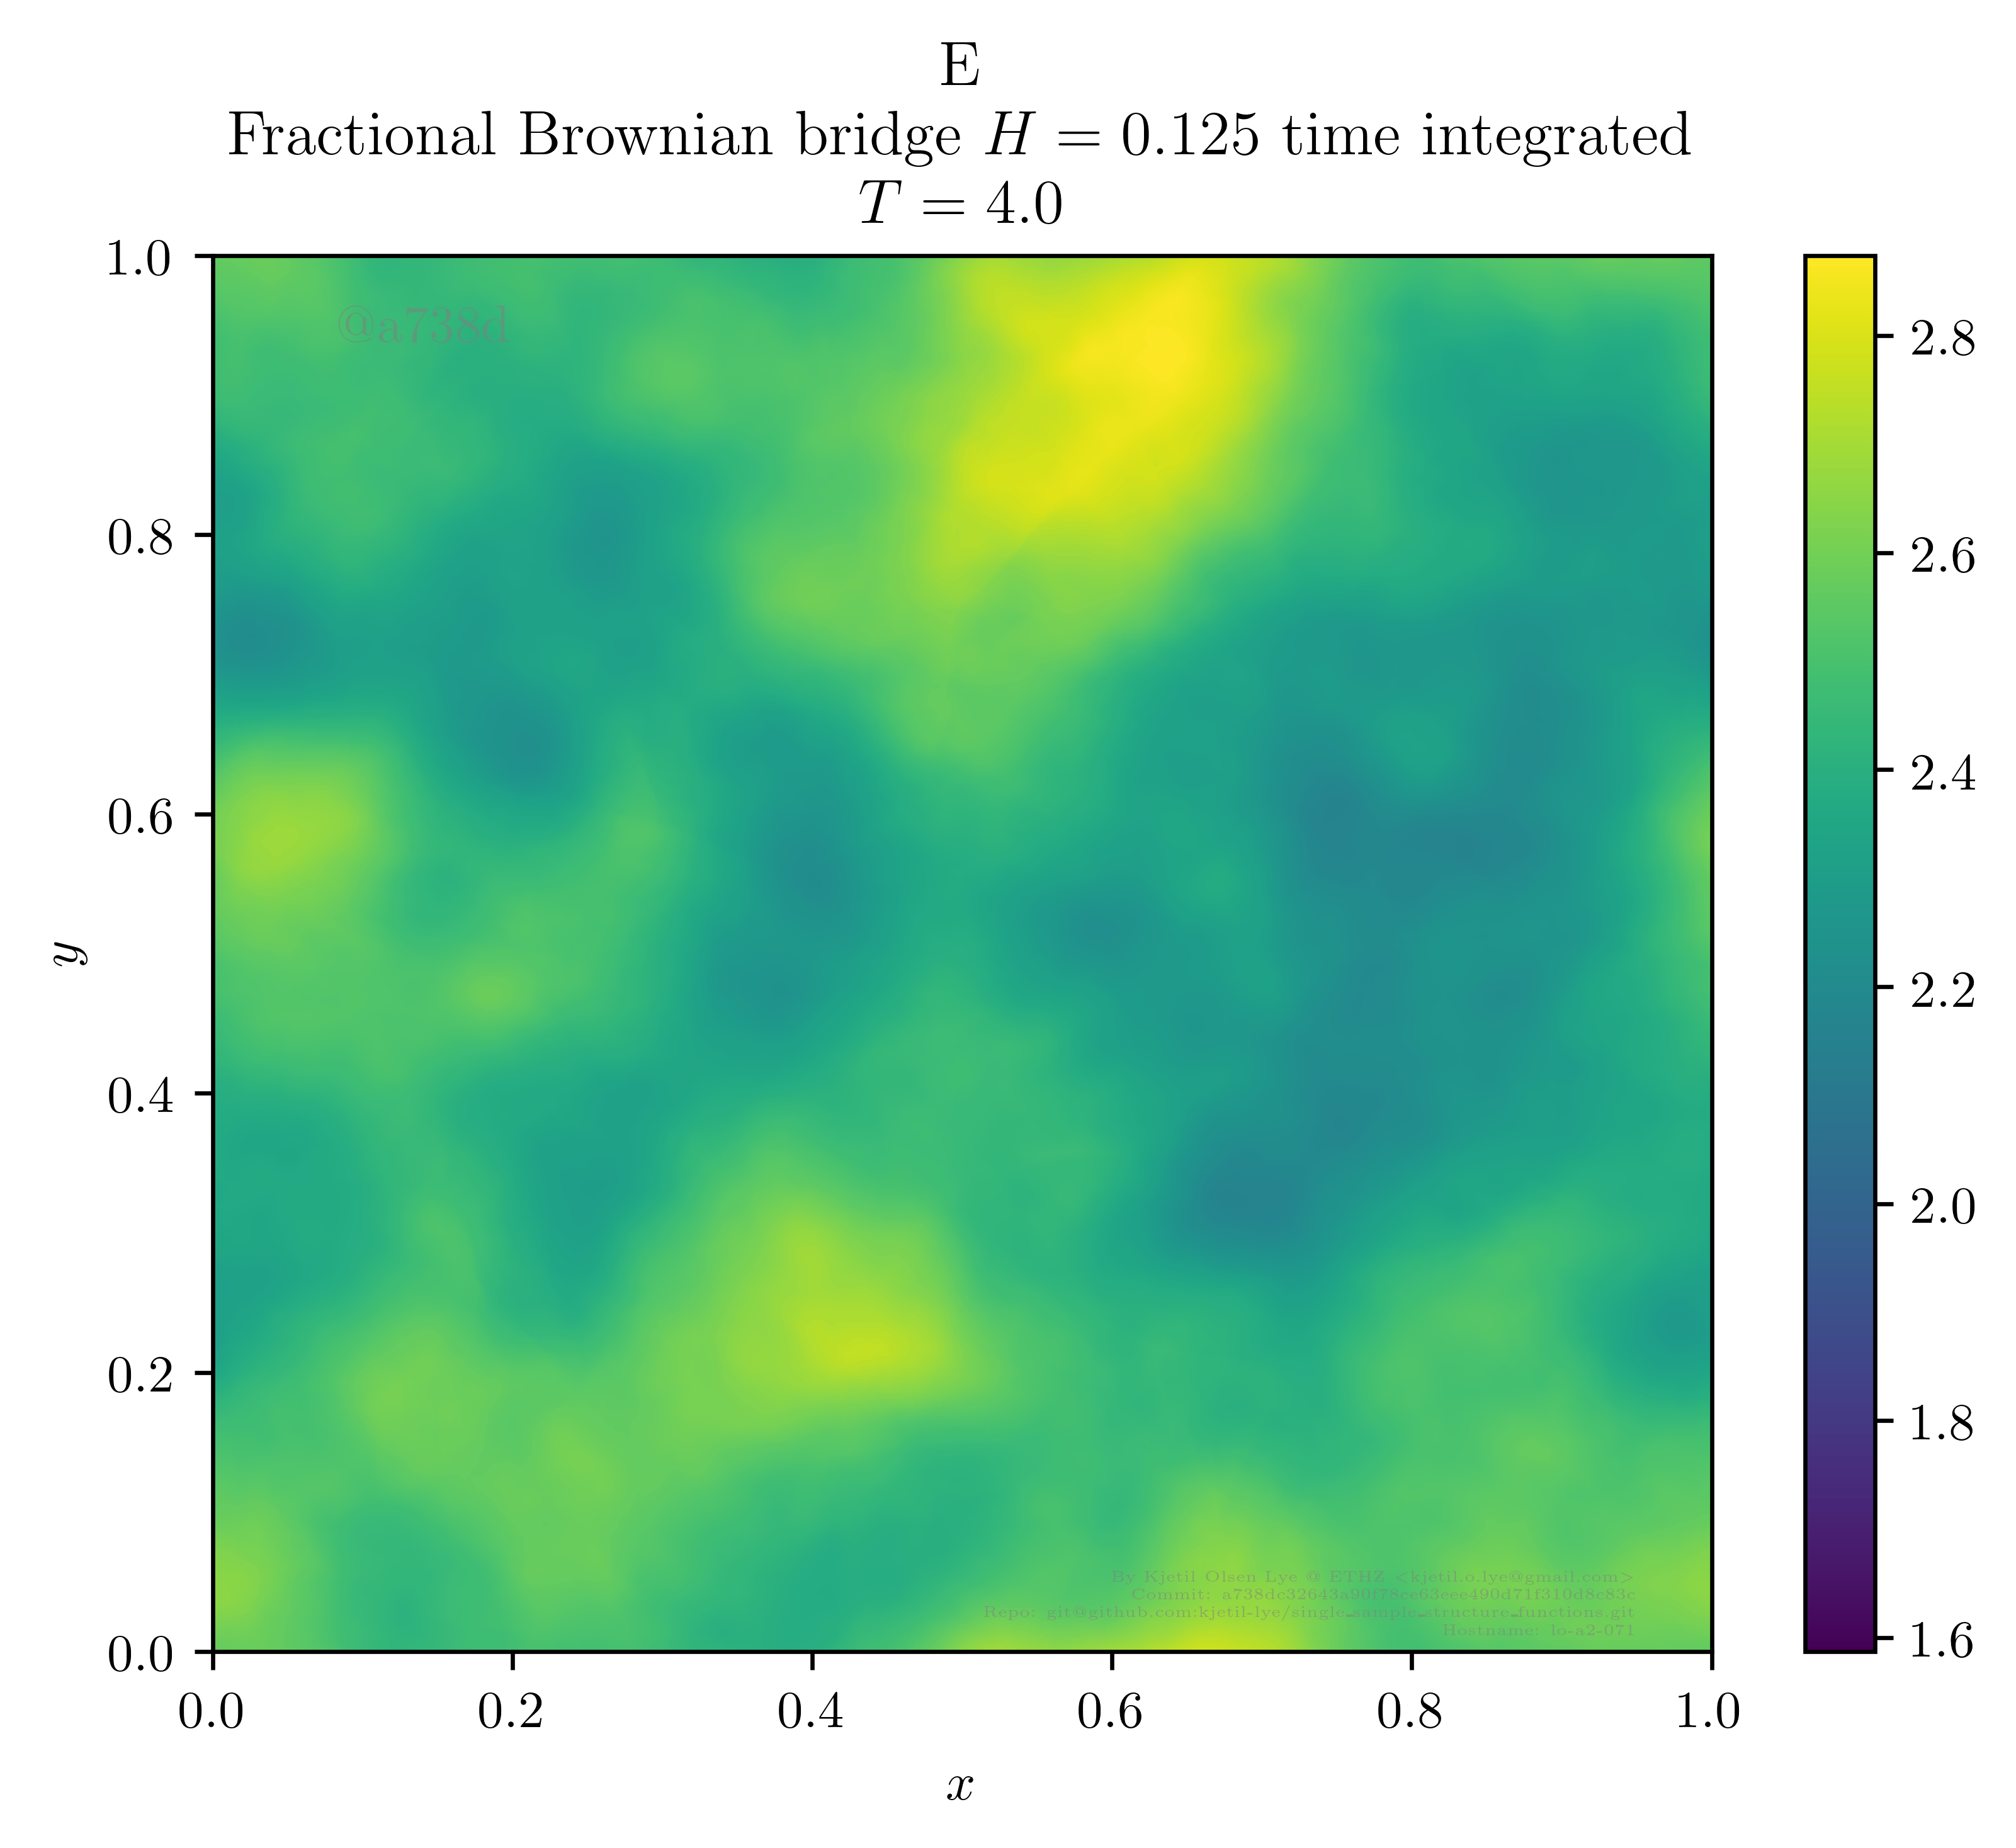 E
Fractional Brownian bridge H = 0.125 time integrated
T = 4.0
@a738d
1.0
0.8
0.6
0.4
0.2
0.0
y
0.0 0.2 0.4 0.6 0.8 1.0
x
2.8
2.6
2.4
2.2
2.0
1.8
1.6
By Kjetil Olsen Lye @ ETHZ <kjetil.o.lye@gmail.com>
Commit: a738dc32643a90f78ce63eee490d71f310d8c83c
Repo: git@github.com:kjetil-lye/single_sample_structure_functions.git
Hostname: lo-a2-071